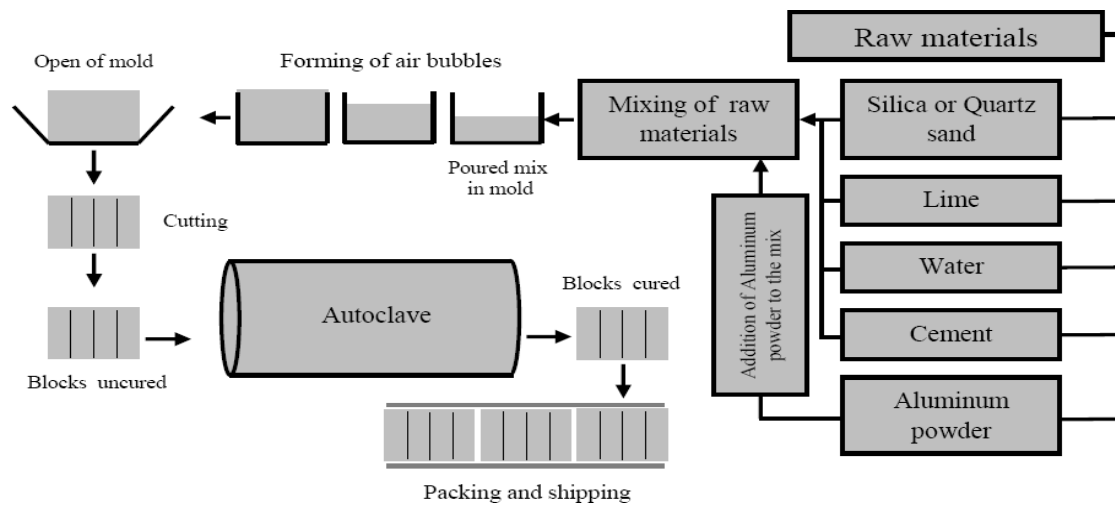 Raw materials
Open of mold
Forming of air bubbles
Mixing of raw
materials
Silica or Quartz
sand
Poured mix
in mold
Lime
Cutting
Addition of Aluminum
powder to the mix
Water
Blocks cured
Autoclave
Cement
Blocks uncured
Aluminum
powder
Packing and shipping